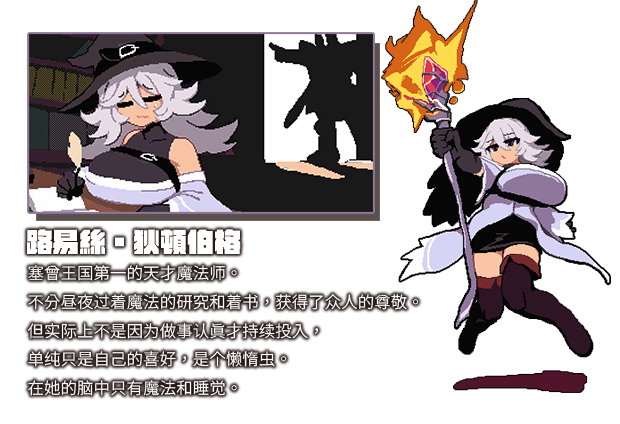 路易絲·狄頓伯格
塞曾王国第一的天才魔法师。
不分昼夜过着魔法的研究和着书，获得了众人的尊敬。
但实际上不是因为做事认真才持续投入，
单纯只是自己的喜好，是个懒惰虫。
在她的脑中只有魔法和睡觉。